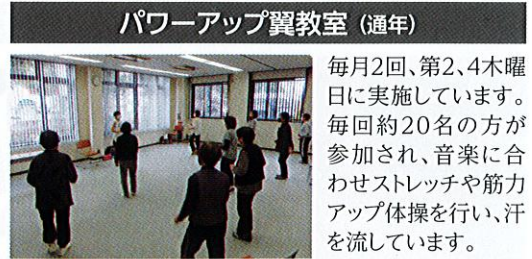 パワーアップ翼教室（通年）
毎月2回、第2、4木曜
日に実施しています。
毎回約20名の方が
参加され、音楽に合
わせストレッチや筋力
アップ体操を行い、汗
を流しています。